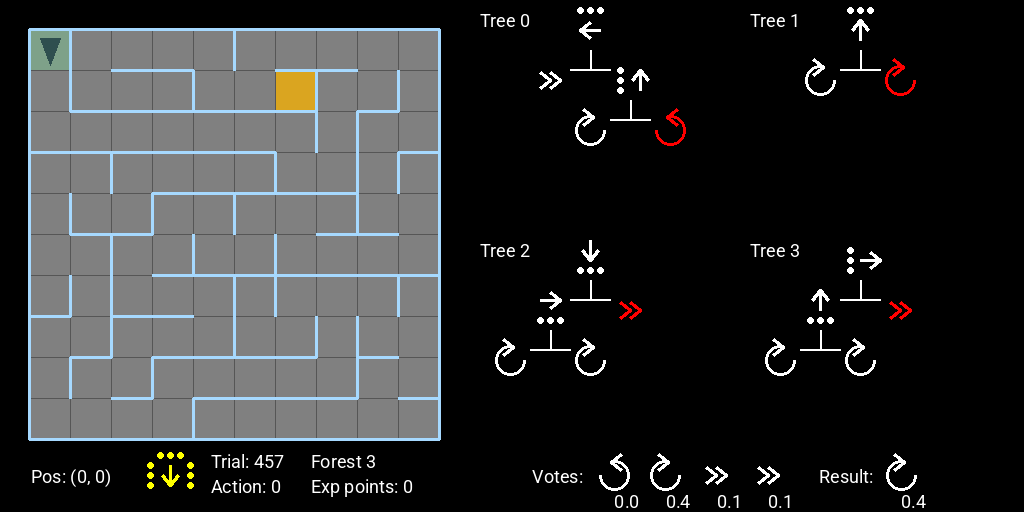 Tree 0
Tree 1
Tree 2
Tree 3
Pos: (0, 0)
Trial: 457
Forest 3
Action: 0
Exp points: 0
Votes:
0.0
0.4
0.1
0.1
Result:
0.4